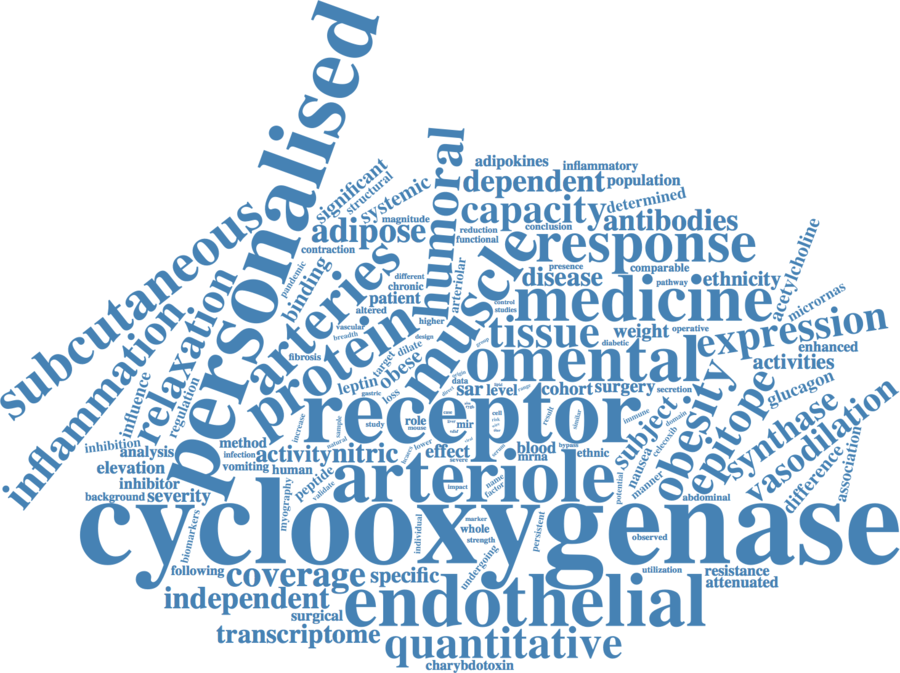 personalised
humoral
adipokines
inflammatory
significant
structural
systemic
dependent
population
determined
magnitude
capacity
antibodies
adipose
reduction
conclusion
functional
subcutaneous
contraction
muscle
response
acetylcholine
pandemic
binding
arteries
different
chronic
arteriolar
presence
comparable
disease
pathway
ethnicity
patient
altered
medicine
micrornas
inflammation
relaxation
vascular
breadth
higher
control
studies
tissue
weight
operative
expression
protein
design
group
diabetic
enhanced
fibrosis
target
dilate
omental
activities
influence
regulation
leptin
obese
data
loss
gastric
sar
level
cohort
surgery
secretion
obesity
epitope
glucagon
receptor
increase
sample
study
role
mouse
mir
result
similar
immune
domain
subject
celecoxib
synthase
vasodilation
inhibition
method
natural
lower
analysis
infection
activity
nitric
effect
severe
blood
mrna
bypass
ethnic
nausea
elevation
vomiting
human
difference
association
inhibitor
peptide
arteriole
manner
potential
background
severity
validate
impact
name
factor
abdominal
myography
cyclooxygenase
biomarkers
individual
marker
whole
strength
persistent
observed
undergoing
following
coverage
specific
utilization
resistance
attenuated
independent
endothelial
surgical
transcriptome
quantitative
charybdotoxin